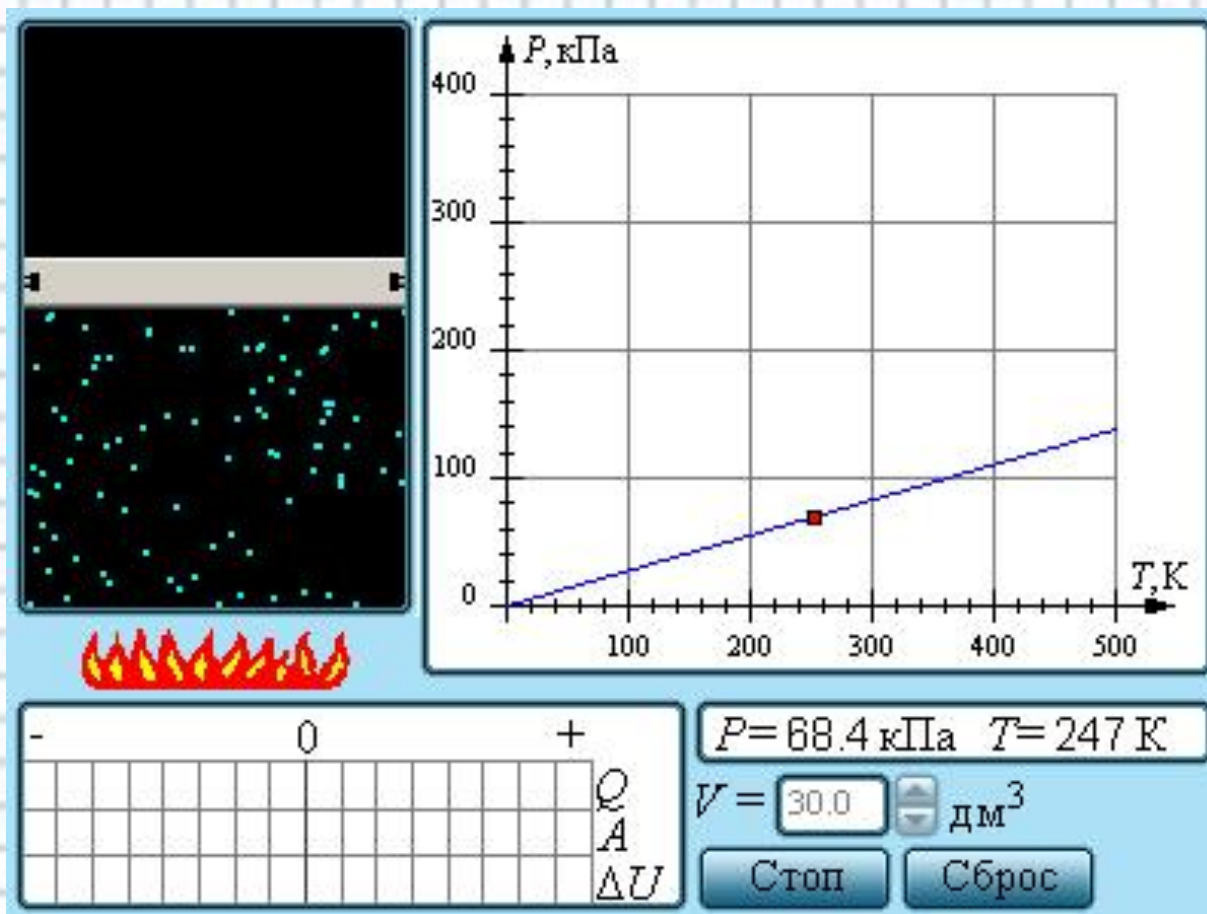 P, кПа
400
300
200
100
0
100 200 300 400 500
T, К
- 0 +
Q
A
ΔU
P= 68.4 кПа T= 247 К
V = 30.0 дм³
Стоп Сброс